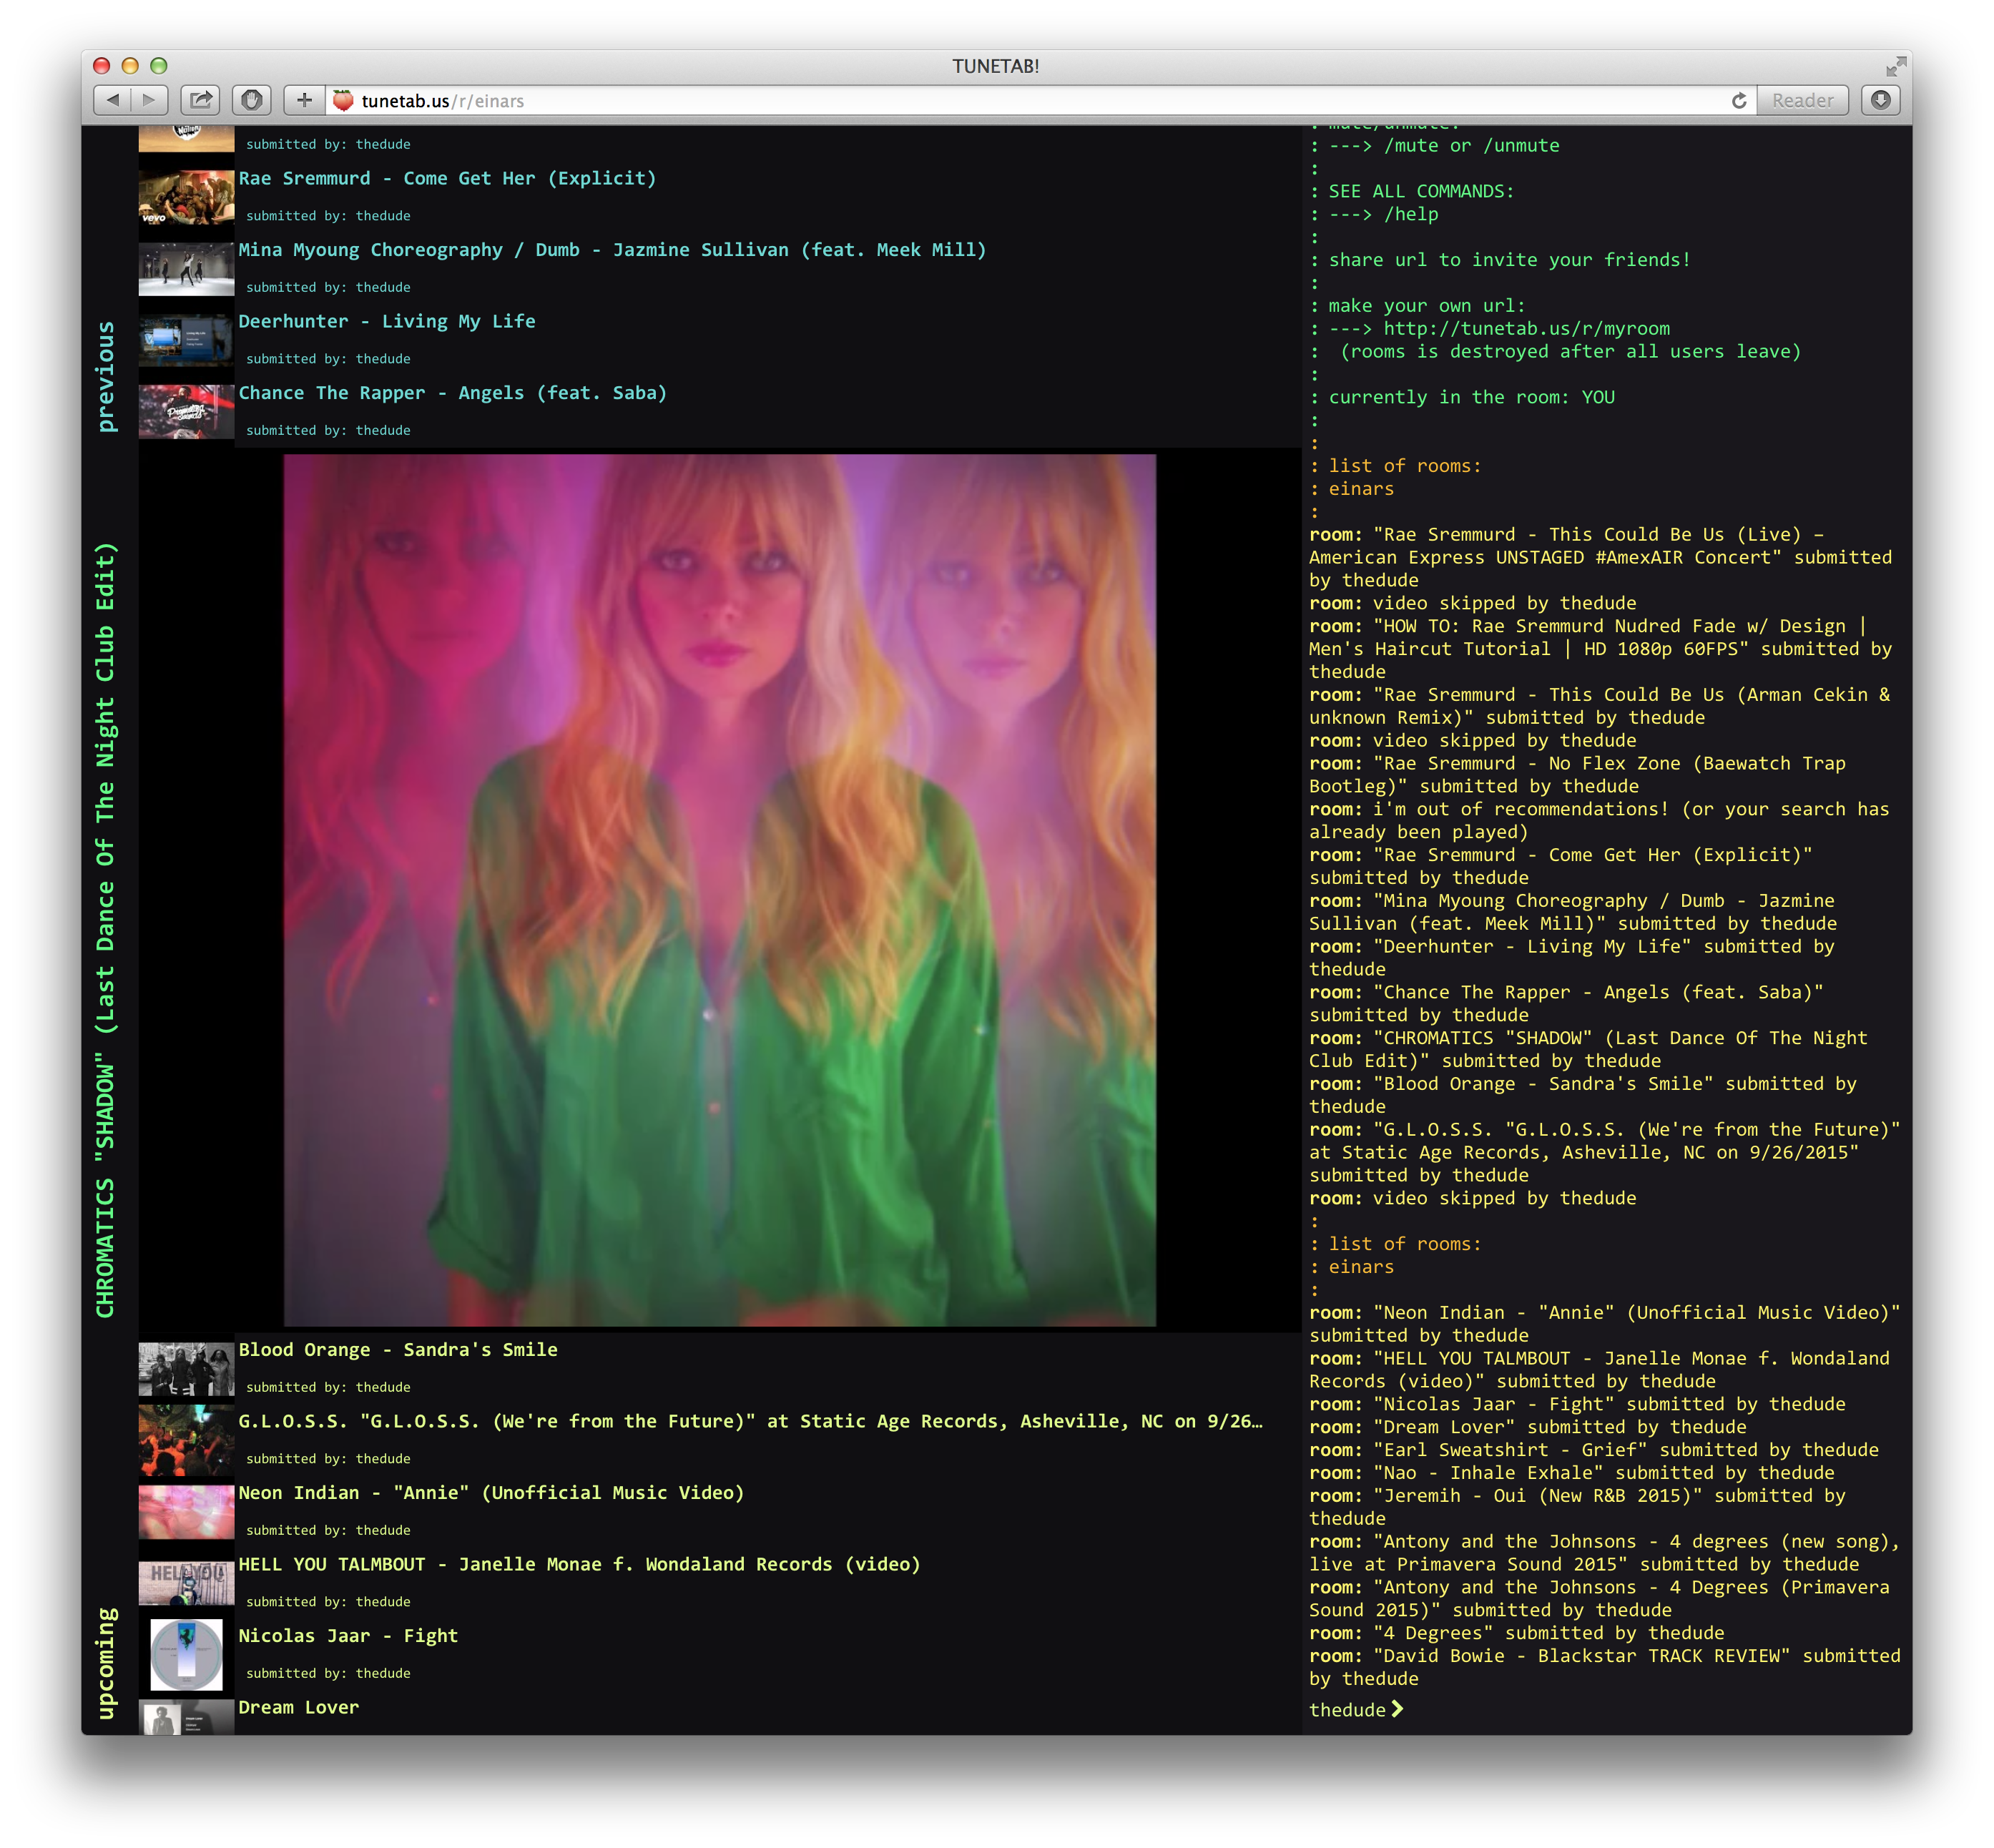 TUNETAB!
tunetab.us/r/einars
Reader
submitted by: thedude
Rae Sremmurd - Come Get Her (Explicit)
submitted by: thedude
Mina Myoung Choreography / Dumb - Jazmine Sullivan (feat. Meek Mill)
submitted by: thedude
Deerhunter - Living My Life
submitted by: thedude
Chance The Rapper - Angels (feat. Saba)
submitted by: thedude
previous
CHROMATICS "SHADOW" (Last Dance Of The Night Club Edit)
upcoming
vevo
Blood Orange - Sandra's Smile
submitted by: thedude
G.L.O.S.S. "G.L.O.S.S. (We're from the Future)" at Static Age Records, Asheville, NC on 9/26…
submitted by: thedude
Neon Indian - "Annie" (Unofficial Music Video)
submitted by: thedude
HELL YOU TALMBOUT - Janelle Monae f. Wondaland Records (video)
submitted by: thedude
HELL YOU
Nicolas Jaar - Fight
submitted by: thedude
Dream Lover
: mute/unmute:
: ---> /mute or /unmute
:
: SEE ALL COMMANDS:
: ---> /help
:
: share url to invite your friends!
:
: make your own url:
: ---> http://tunetab.us/r/myroom
: (rooms is destroyed after all users leave)
:
: currently in the room: YOU
:
:
: list of rooms:
: einars
:
room: "Rae Sremmurd - This Could Be Us (Live) –
American Express UNSTAGED #AmexAIR Concert" submitted
by thedude
room: video skipped by thedude
room: "HOW TO: Rae Sremmurd Nudred Fade w/ Design |
Men's Haircut Tutorial | HD 1080p 60FPS" submitted by
thedude
room: "Rae Sremmurd - This Could Be Us (Arman Cekin &
unknown Remix)" submitted by thedude
room: video skipped by thedude
room: "Rae Sremmurd - No Flex Zone (Baewatch Trap
Bootleg)" submitted by thedude
room: i'm out of recommendations! (or your search has
already been played)
room: "Rae Sremmurd - Come Get Her (Explicit)"
submitted by thedude
room: "Mina Myoung Choreography / Dumb - Jazmine
Sullivan (feat. Meek Mill)" submitted by thedude
room: "Deerhunter - Living My Life" submitted by
thedude
room: "Chance The Rapper - Angels (feat. Saba)"
submitted by thedude
room: "CHROMATICS "SHADOW" (Last Dance Of The Night
Club Edit)" submitted by thedude
room: "Blood Orange - Sandra's Smile" submitted by
thedude
room: "G.L.O.S.S. "G.L.O.S.S. (We're from the Future)"
at Static Age Records, Asheville, NC on 9/26/2015"
submitted by thedude
room: video skipped by thedude
:
: list of rooms:
: einars
:
room: "Neon Indian - "Annie" (Unofficial Music Video)"
submitted by thedude
room: "HELL YOU TALMBOUT - Janelle Monae f. Wondaland
Records (video)" submitted by thedude
room: "Nicolas Jaar - Fight" submitted by thedude
room: "Dream Lover" submitted by thedude
room: "Earl Sweatshirt - Grief" submitted by thedude
room: "Nao - Inhale Exhale" submitted by thedude
room: "Jeremih - Oui (New R&B 2015)" submitted by
thedude
room: "Antony and the Johnsons - 4 degrees (new song),
live at Primavera Sound 2015" submitted by thedude
room: "Antony and the Johnsons - 4 Degrees (Primavera
Sound 2015)" submitted by thedude
room: "4 Degrees" submitted by thedude
room: "David Bowie - Blackstar TRACK REVIEW" submitted
by thedude
thedude